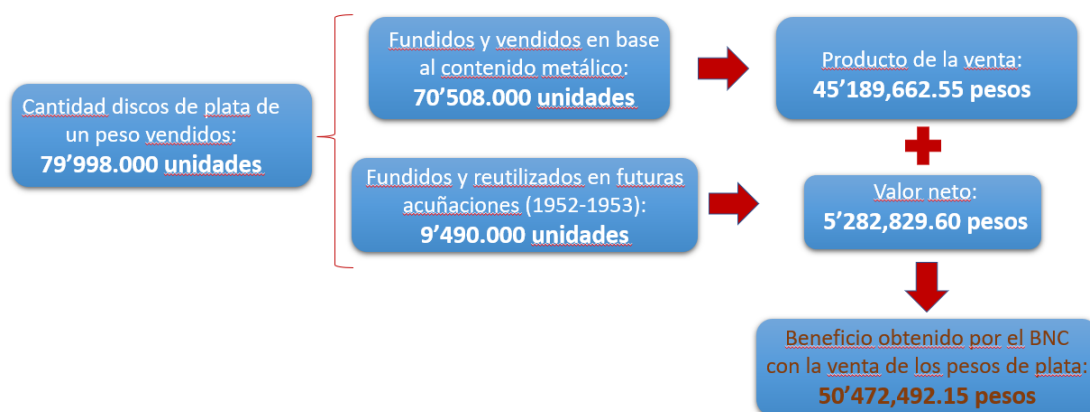 Cantidad discos de plata de
un peso vendidos:
79’998.000 unidades
Fundidos y vendidos en base
al contenido metálico:
70’508.000 unidades
Producto de la venta:
45’189,662.55 pesos
Fundidos y reutilizados en futuras
acuñaciones (1952-1953):
9’490.000 unidades
Valor neto:
5’282,829.60 pesos
Beneficio obtenido por el BNC
con la venta de los pesos de plata:
50’472,492.15 pesos